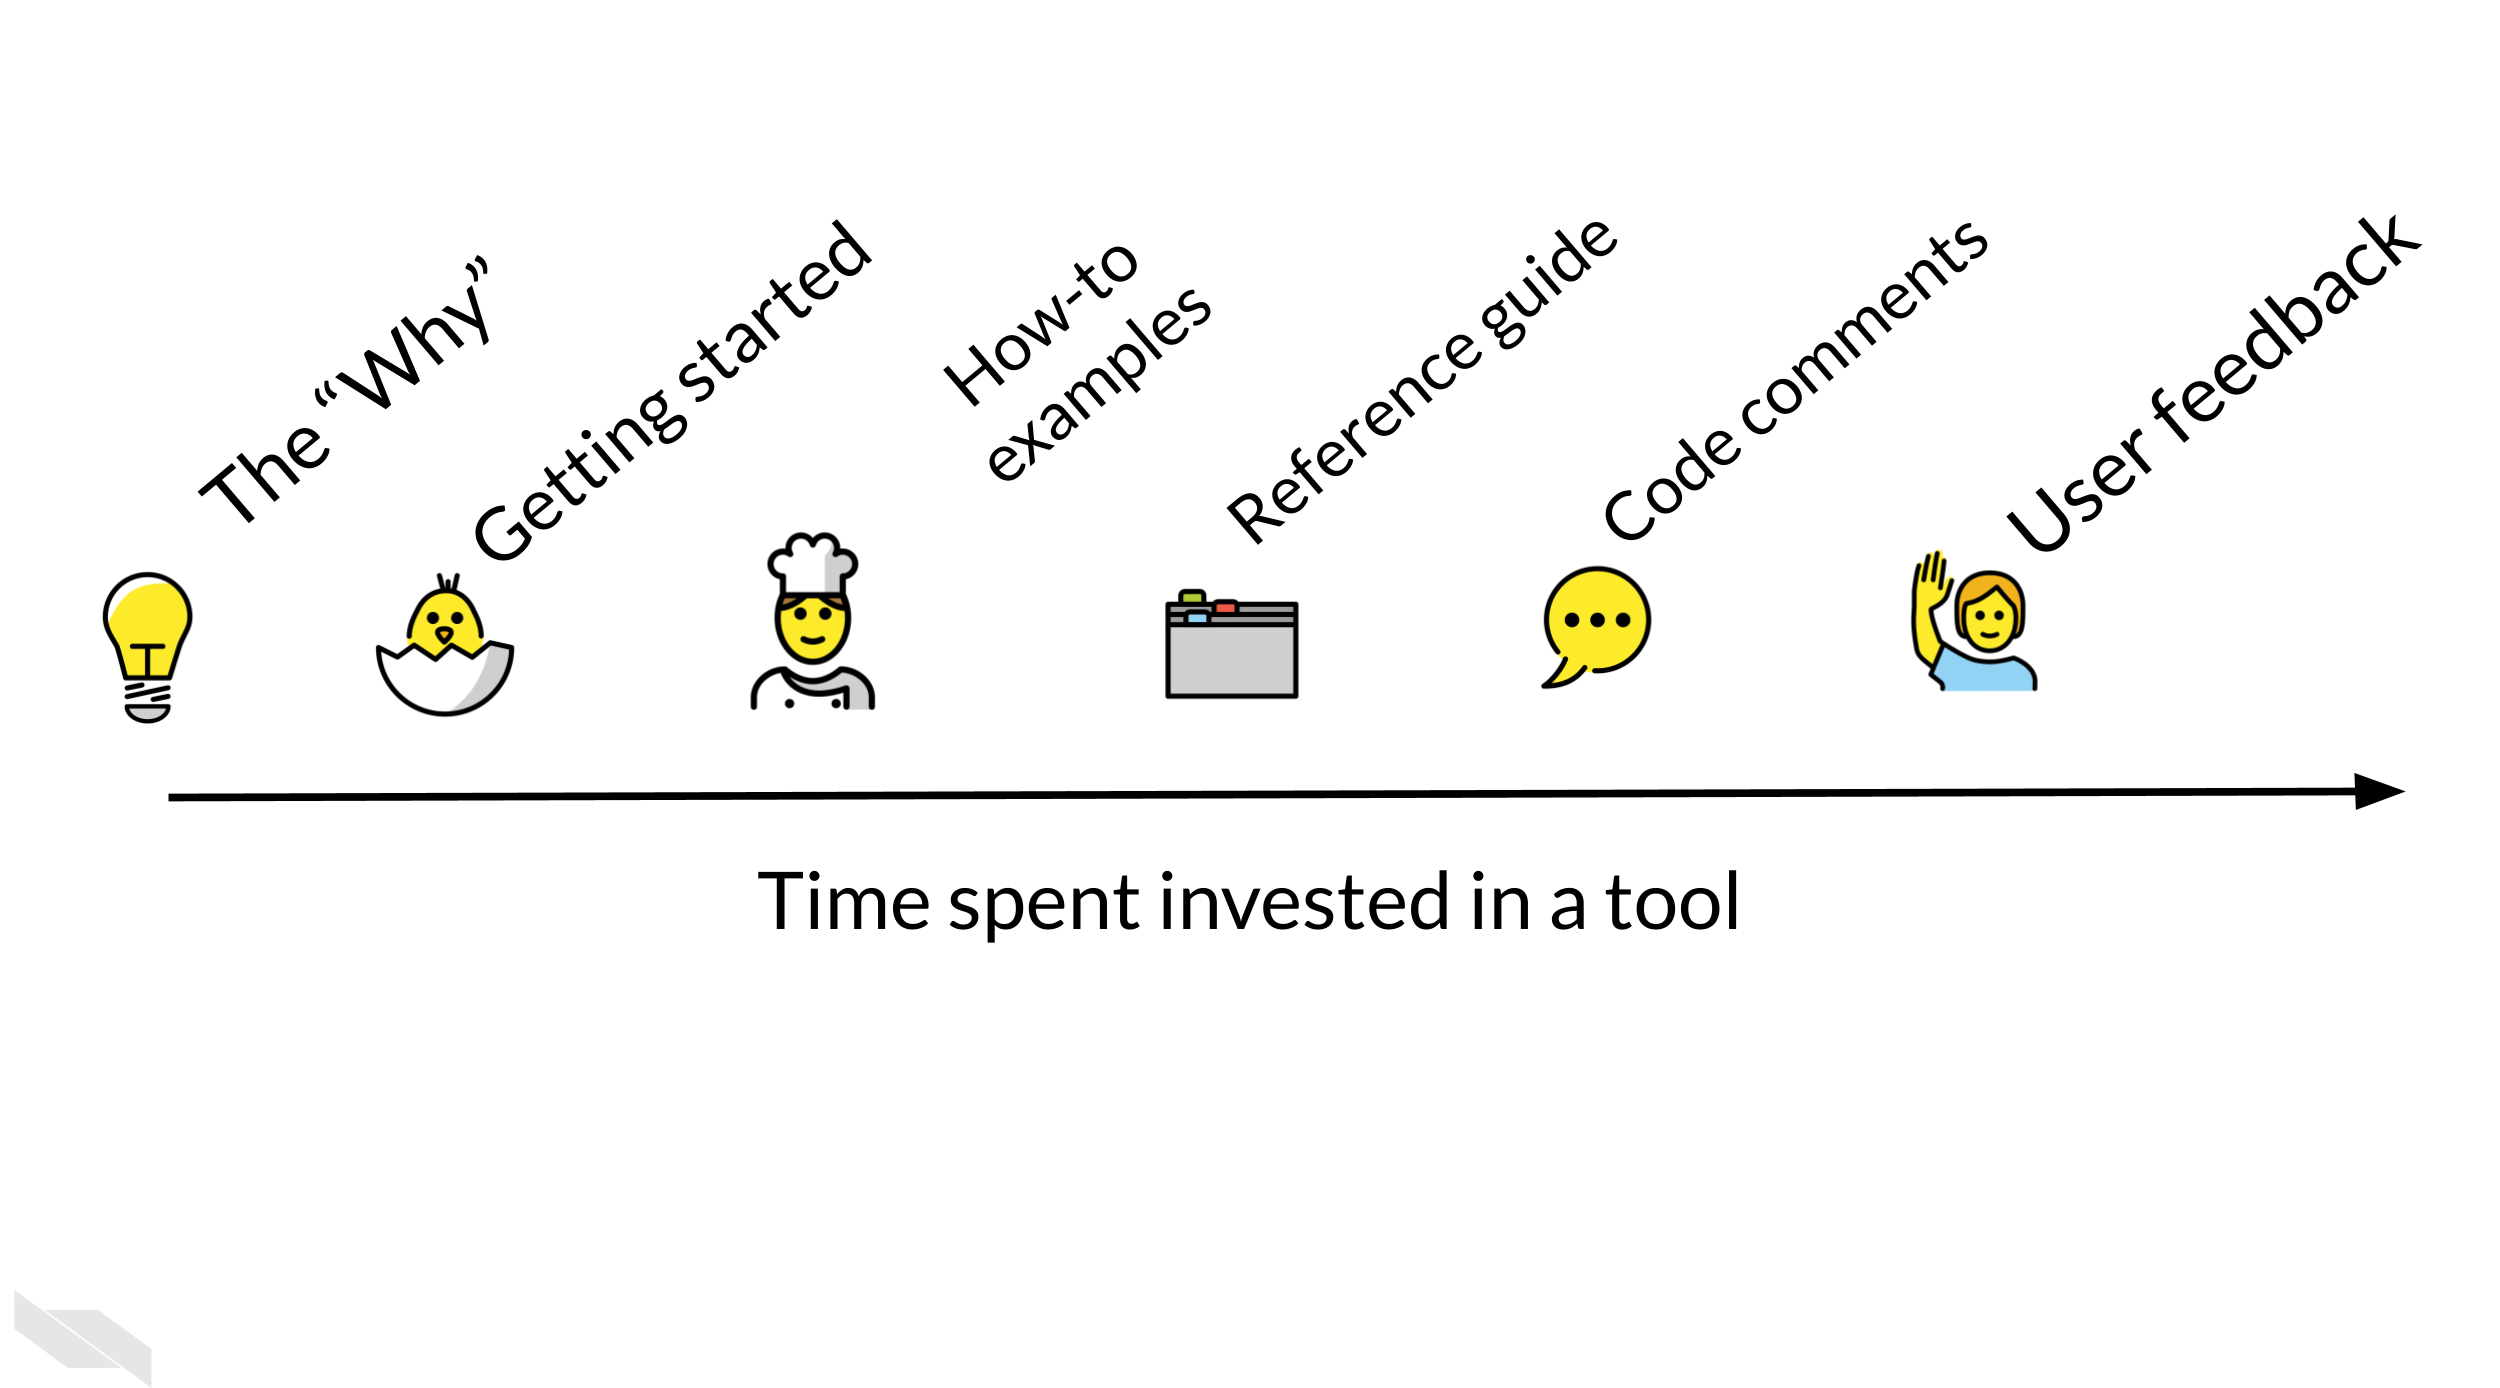 The “Why”
Getting started
How-to
examples
Reference guide
Code comments
User feedback
Time spent invested in a tool